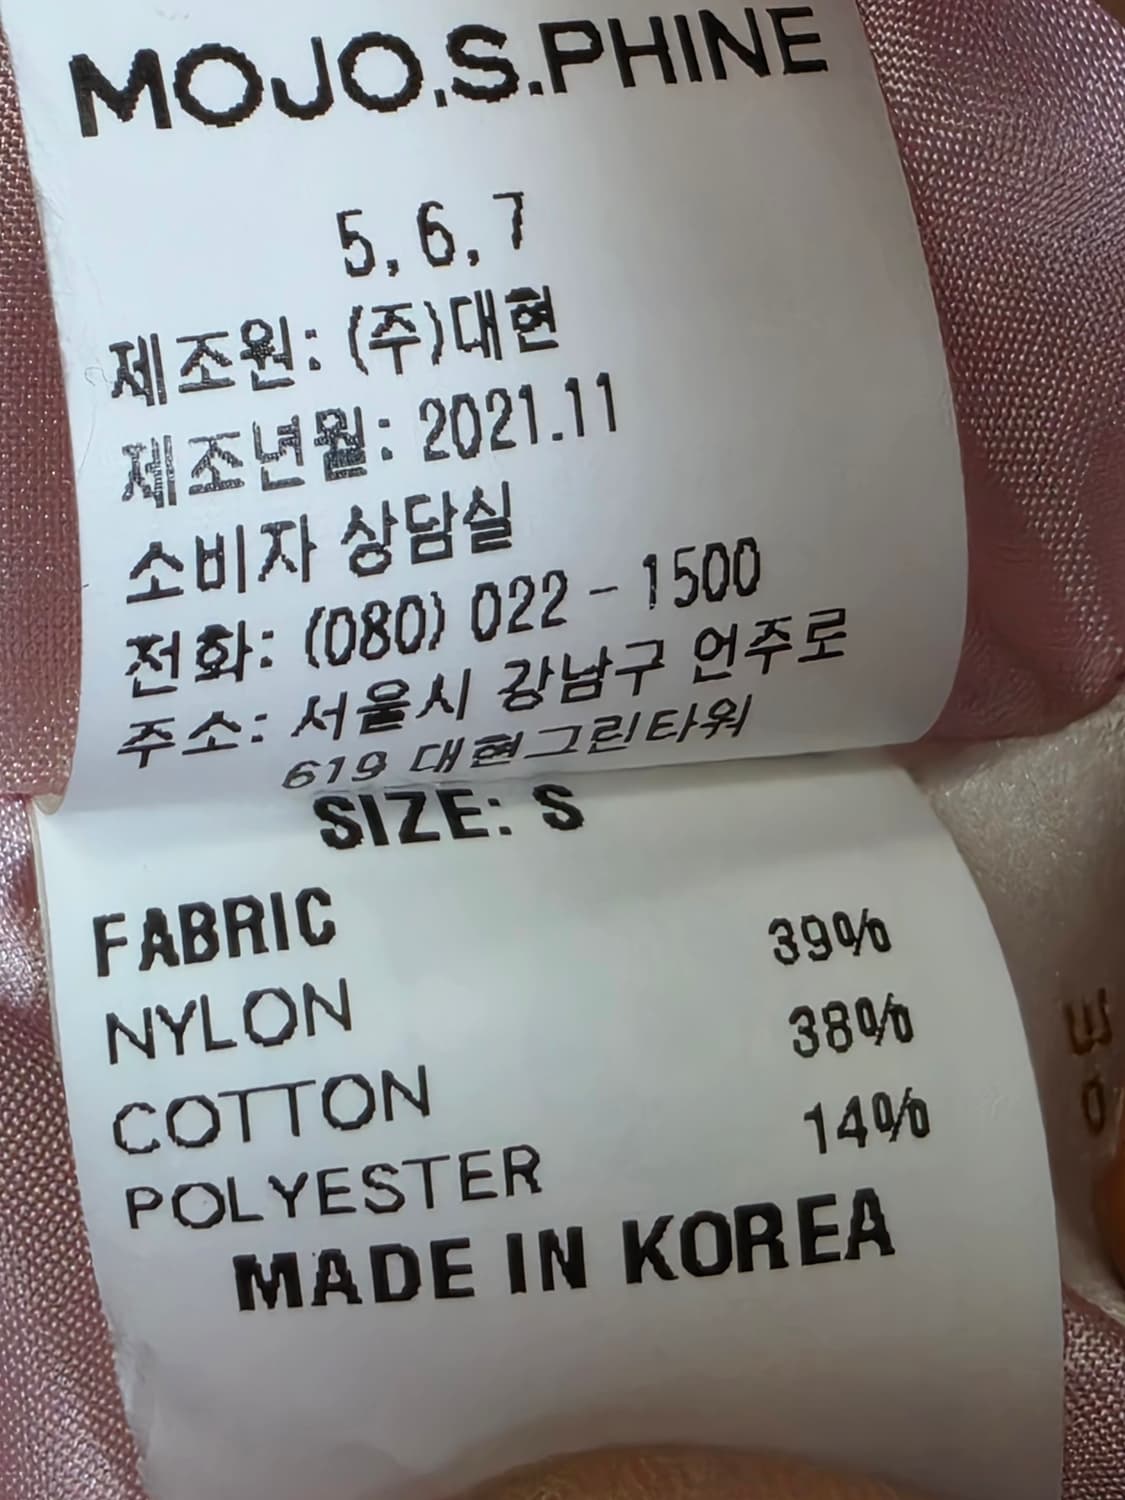 MOJO.S.PHINE
5, 6, 7
제조원: (주)대현
제조년월: 2021.11
소비자 상담실
전화: (080) 022 - 1500
주소: 서울시 강남구 언주로
619 대현그린타워
SIZE: S
FABRIC
NYLON 39%
COTTON 38%
POLYESTER 14%
MADE IN KOREA